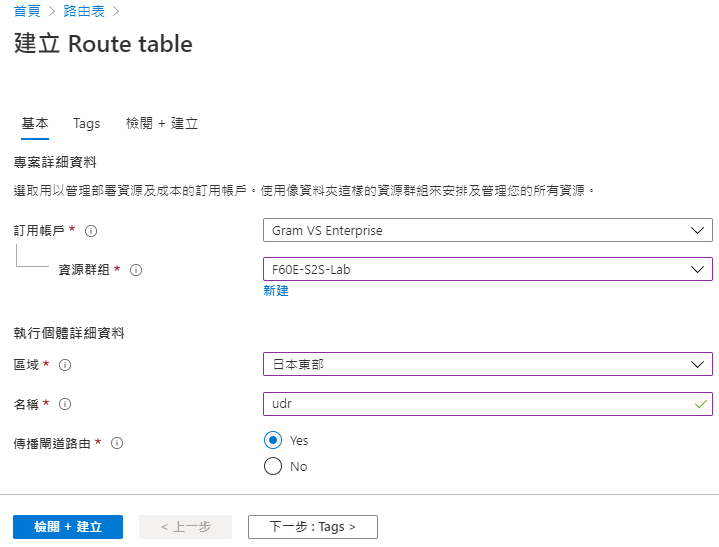 首頁 > 路由表 >
建立 Route table
基本 Tags 檢閱 + 建立
專案詳細資料
選取用以管理部署資源及成本的訂用帳戶。使用像資料夾這樣的資源群組來安排及管理您的所有資源。
訂用帳戶 * Gram VS Enterprise
資源群組 * F60E-S2S-Lab
新建
執行個體詳細資料
區域 * 日本東部
名稱 * udr
傳播閘道路由 * Yes
No
檢閱 + 建立 < 上一步 下一步 : Tags >